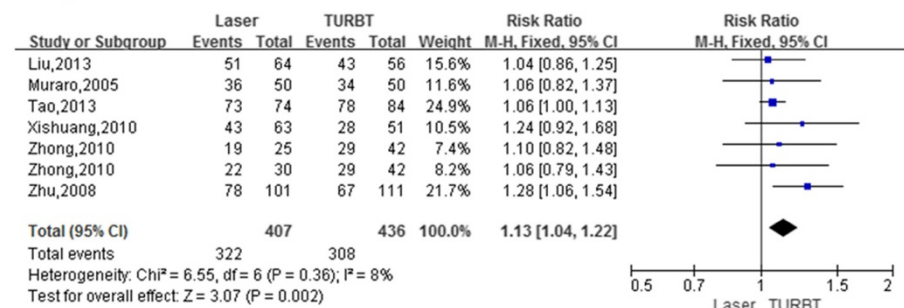 Laser TURBT Risk Ratio Risk Ratio
Study or Subgroup Events Total Events Total Weight M-H, Fixed, 95% CI M-H, Fixed, 95% CI
Liu,2013 51 64 43 56 15.6% 1.04 [0.86, 1.25]
Muraro,2005 36 50 34 50 11.6% 1.06 [0.82, 1.37]
Tao,2013 73 74 78 84 24.9% 1.06 [1.00, 1.13]
Xishuang,2010 43 63 28 51 10.5% 1.24 [0.92, 1.68]
Zhong,2010 19 25 29 42 7.4% 1.10 [0.82, 1.48]
Zhong,2010 22 30 29 42 8.2% 1.06 [0.79, 1.43]
Zhu,2008 78 101 67 111 21.7% 1.28 [1.06, 1.54]
Total (95% CI) 407 436 100.0% 1.13 [1.04, 1.22]
Total events 322 308
Heterogeneity: Chi² = 6.55, df = 6 (P = 0.36); I² = 8%
Test for overall effect: Z = 3.07 (P = 0.002)
0.5 0.7 1 1.5 2
Laser TURBT